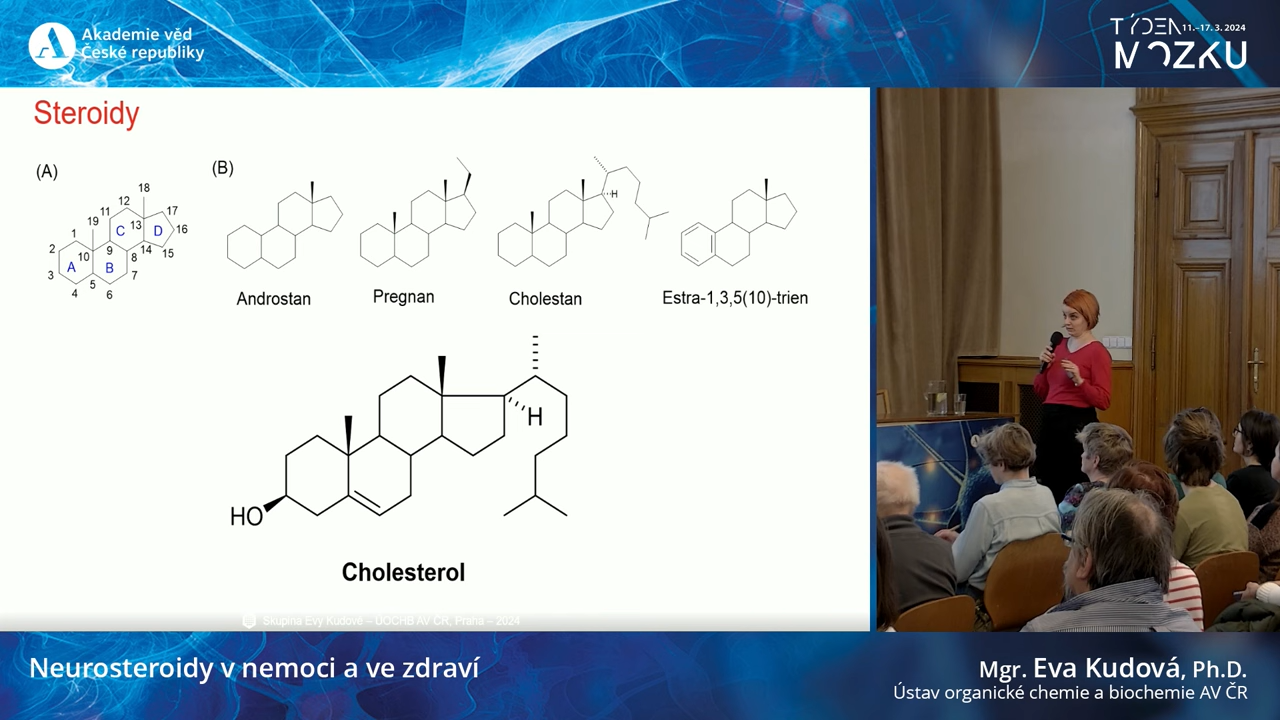 Akademie věd
České republiky
TÝDEN 11.–17. 3. 2024
MOZKU
Steroidy
(A)
(B)
1
2
3
4
5
6
7
8
9
10
11
12
13
14
15
16
17
18
19
A
B
C
D
H
Androstan
Pregnan
Cholestan
Estra-1,3,5(10)-trien
H
HO
Cholesterol
Skupina Evy Kudové – ÚOCHB AV ČR, Praha – 2024
Neurosteroidy v nemoci a ve zdraví
Mgr. Eva Kudová, Ph.D.
Ústav organické chemie a biochemie AV ČR